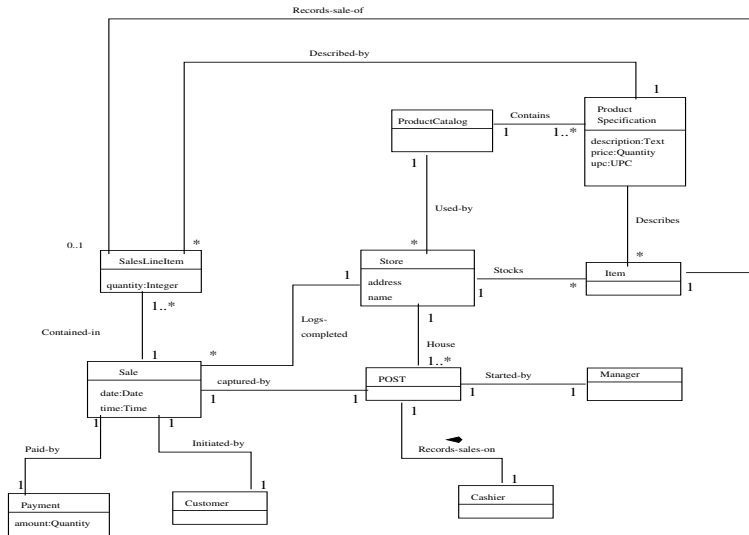 Records-sale-of
Described-by
1
ProductCatalog
Contains
1
1..*
Product
Specification
description:Text
price:Quantity
upc:UPC
1
Used-by
Describes
0..1
*
*
*
SalesLineItem
quantity:Integer
Store
address
name
1
1
Stocks
*
Item
1
1..*
Contained-in
Logs-
completed
1
House
1..*
1
*
Sale
date:Date
time:Time
captured-by
1
1
POST
Started-by
1
1
Manager
1
1
1
Paid-by
Initiated-by
Records-sales-on
1
1
1
Payment
amount:Quantity
Customer
Cashier